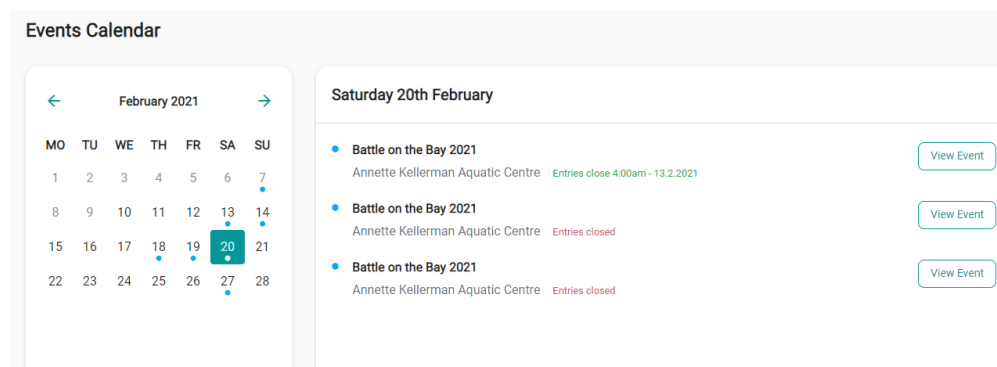 Events Calendar
← February 2021 →
MO TU WE TH FR SA SU
1 2 3 4 5 6 7
8 9 10 11 12 13 14
15 16 17 18 19 20 21
22 23 24 25 26 27 28
Saturday 20th February
Battle on the Bay 2021
Annette Kellerman Aquatic Centre Entries close 4:00am - 13.2.2021
View Event
Battle on the Bay 2021
Annette Kellerman Aquatic Centre Entries closed
View Event
Battle on the Bay 2021
Annette Kellerman Aquatic Centre Entries closed
View Event